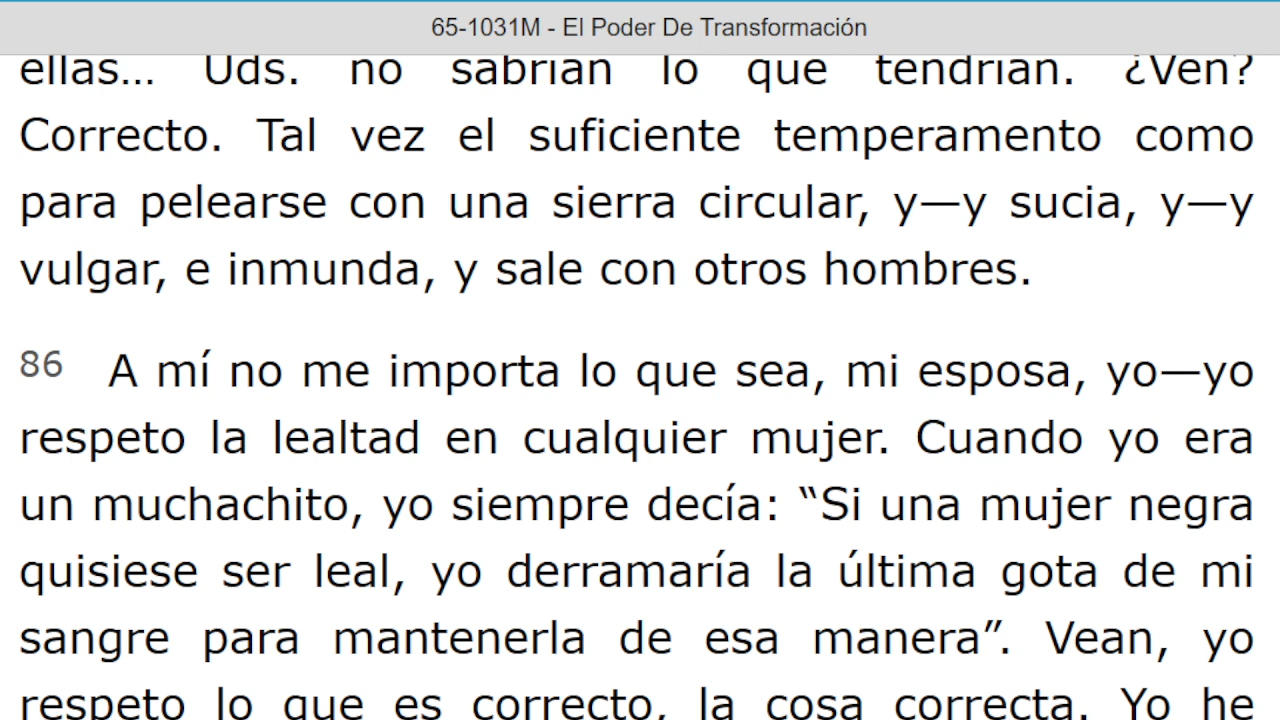 65-1031M - El Poder De Transformación
ellas... Uds. no sabrían lo que tendrían. ¿Ven?
Correcto. Tal vez el suficiente temperamento como
para pelearse con una sierra circular, y—y sucia, y—y
vulgar, e inmunda, y sale con otros hombres.
86 A mí no me importa lo que sea, mi esposa, yo—yo
respeto la lealtad en cualquier mujer. Cuando yo era
un muchachito, yo siempre decía: “Si una mujer negra
quisiese ser leal, yo derramaría la última gota de mi
sangre para mantenerla de esa manera”. Vean, yo
respeto lo que es correcto, la cosa correcta. Yo he